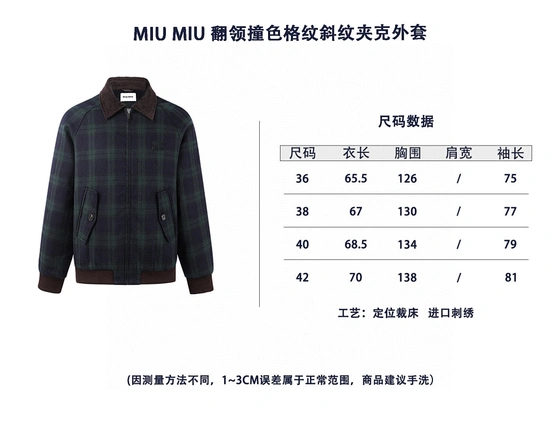 MIU MIU 翻领撞色格纹斜纹夹克外套
尺码数据
尺码 衣长 胸围 肩宽 袖长
36 65.5 126 / 75
38 67 130 / 77
40 68.5 134 / 79
42 70 138 / 81
工艺：定位裁床 进口刺绣
(因测量方法不同，1~3CM误差属于正常范围，商品建议手洗)